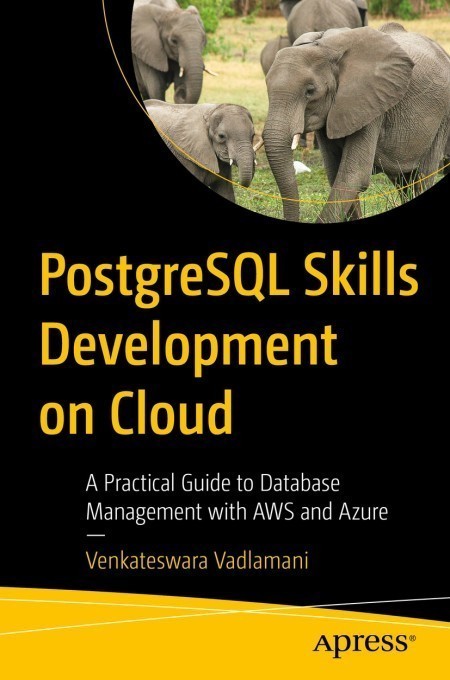 PostgreSQL Skills
Development
on Cloud
A Practical Guide to Database
Management with AWS and Azure
—
Venkateswara Vadlamani
Apress®